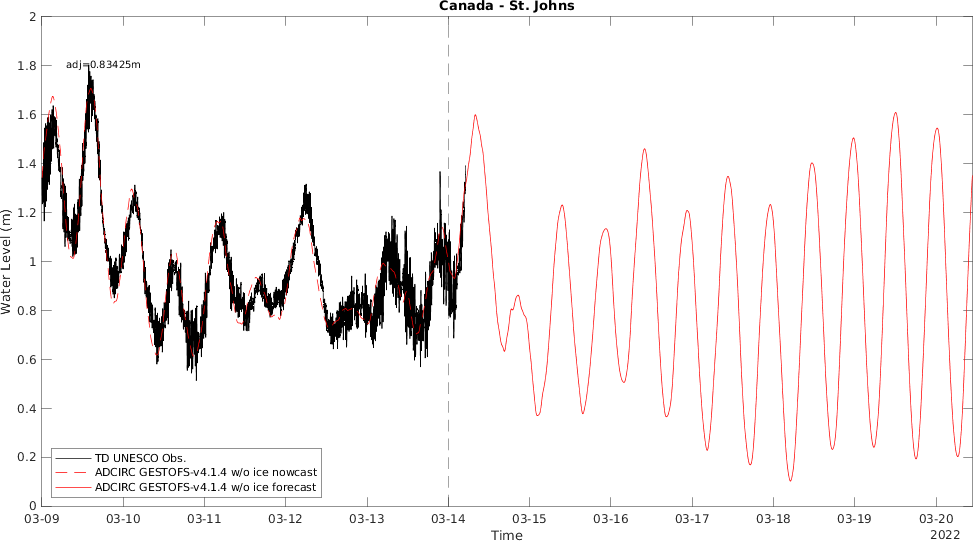 Canada - St. Johns
adj=0.83425m
Water Level (m)
2
1.8
1.6
1.4
1.2
1
0.8
0.6
0.4
0.2
0
TD UNESCO Obs.
ADCIRC GESTOFS-v4.1.4 w/o ice nowcast
ADCIRC GESTOFS-v4.1.4 w/o ice forecast
03-09 03-10 03-11 03-12 03-13 03-14 03-15 03-16 03-17 03-18 03-19 03-20
Time
2022